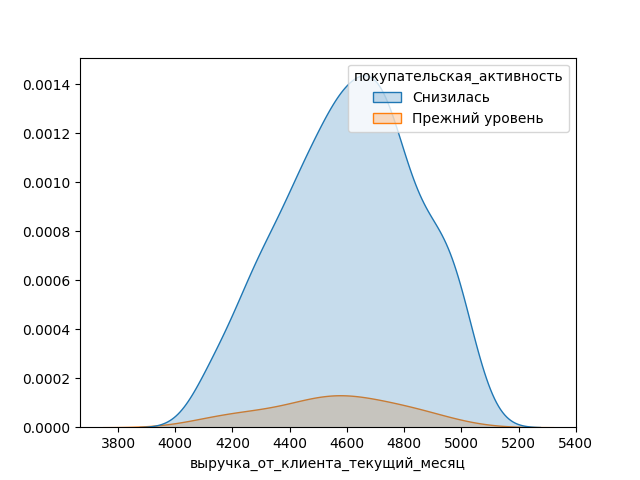 покупательская_активность
Снизилась
Прежний уровень
0.0014
0.0012
0.0010
0.0008
0.0006
0.0004
0.0002
0.0000
3800 4000 4200 4400 4600 4800 5000 5200 5400
выручка_от_клиента_текущий_месяц